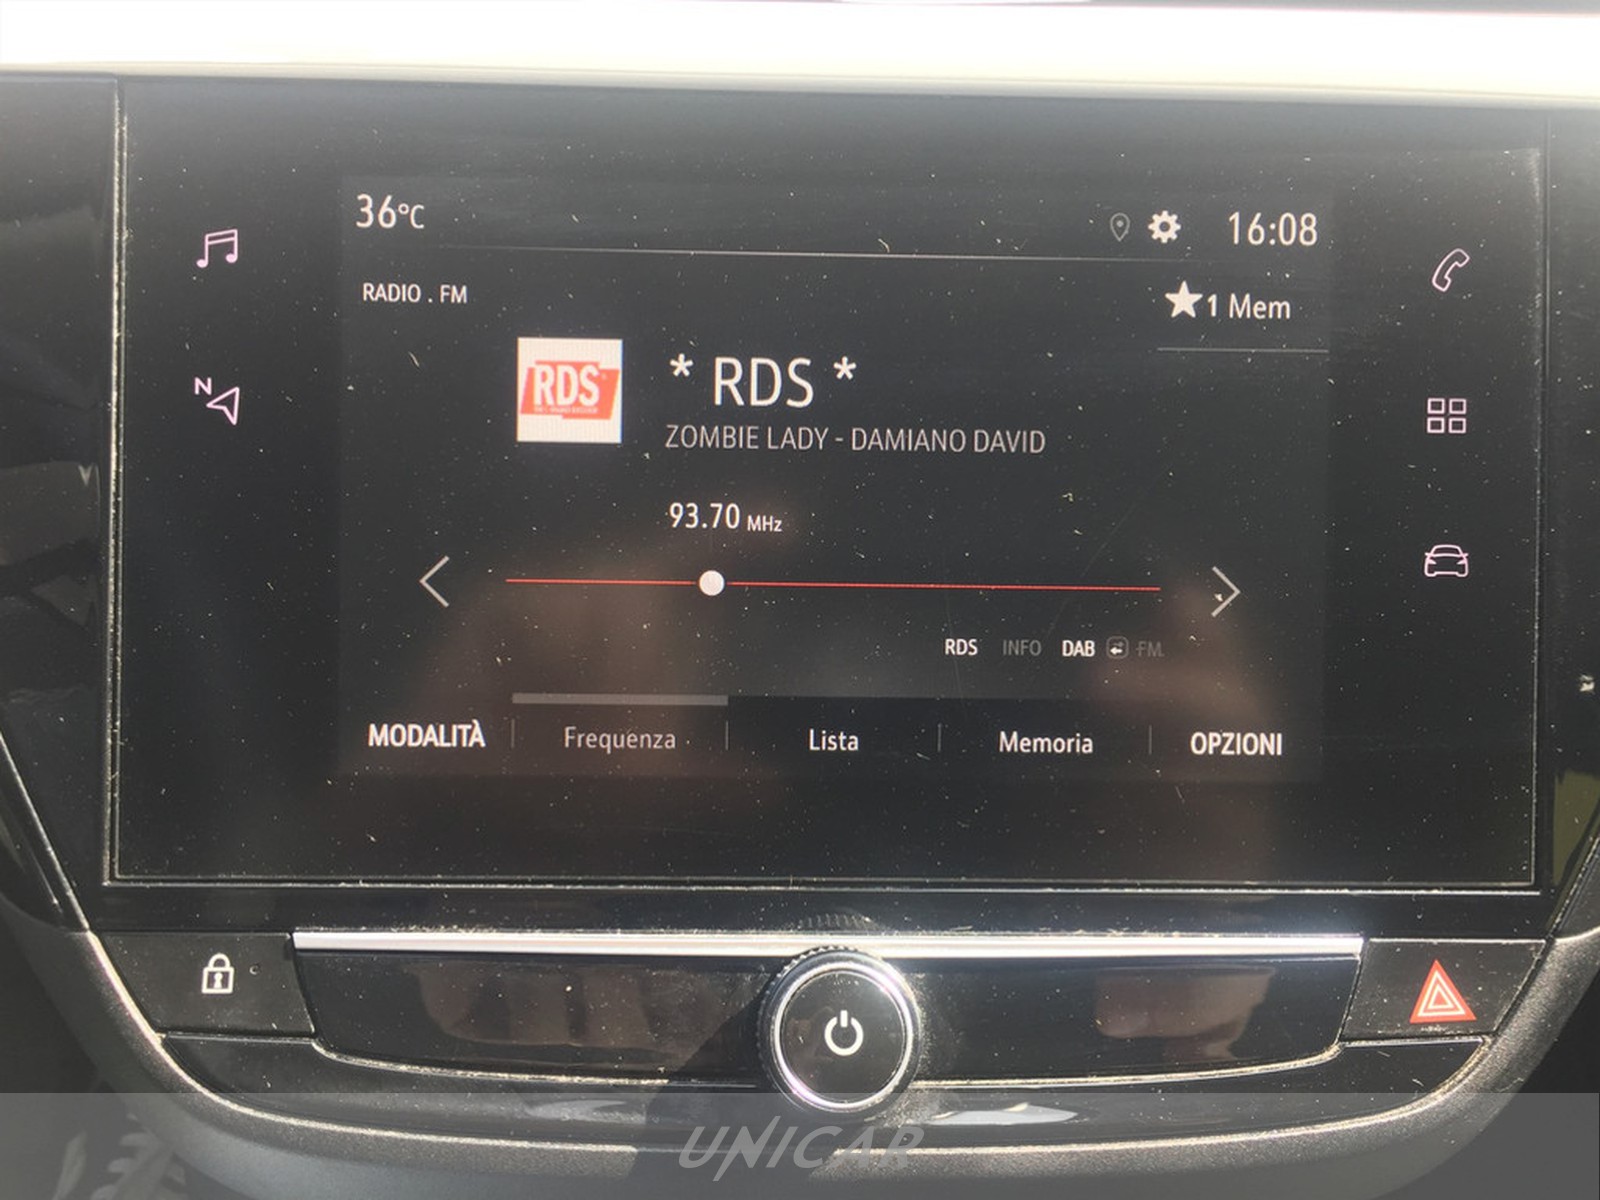 36°C
16:08
RADIO . FM
★1 Mem
N
RDS
* RDS *
ZOMBIE LADY - DAMIANO DAVID
93.70 MHz
RDS INFO DAB FM
MODALITÀ Frequenza Lista Memoria OPZIONI
UNICAR